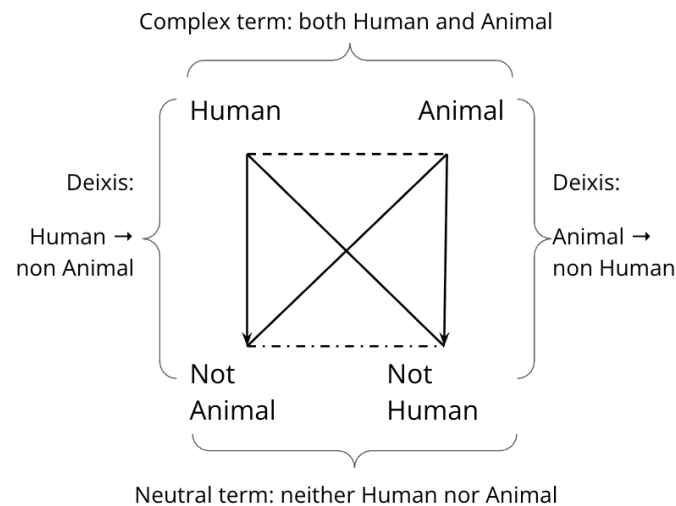 Complex term: both Human and Animal
Human
Animal
Deixis:
Human →
non Animal
Deixis:
Animal →
non Human
Not
Animal
Not
Human
Neutral term: neither Human nor Animal